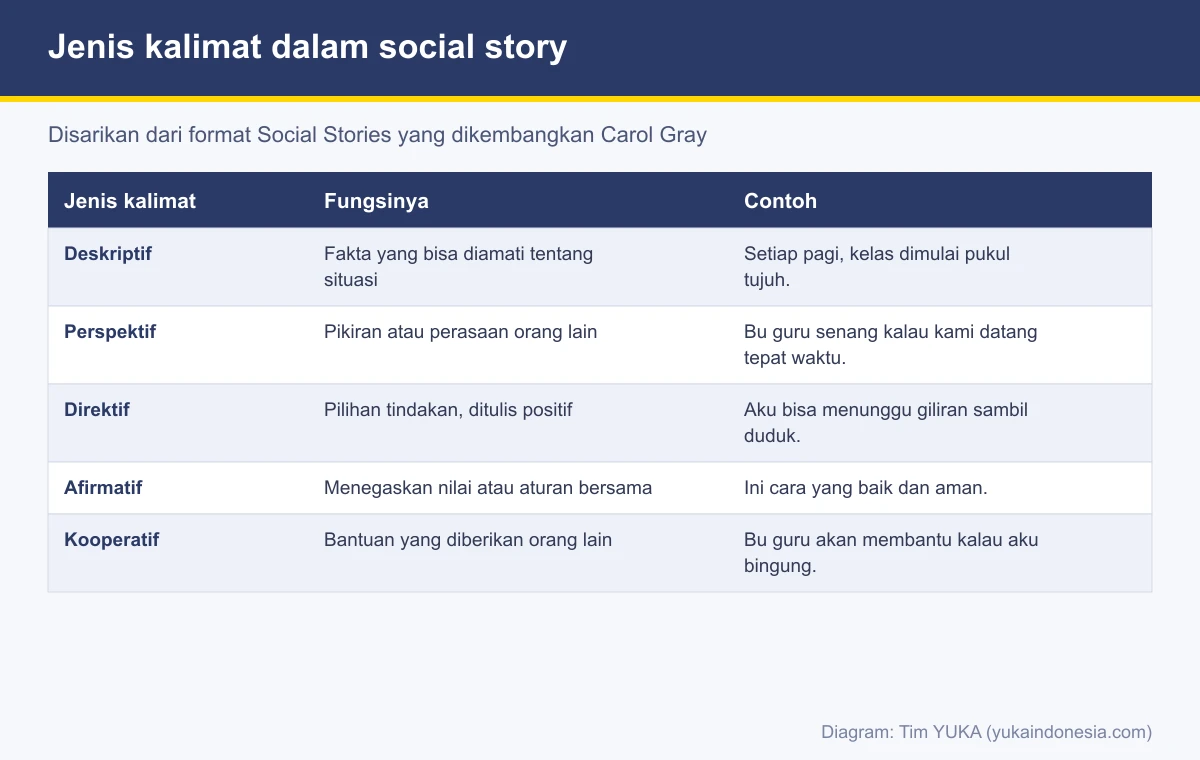 Jenis kalimat dalam social story
Disarikan dari format Social Stories yang dikembangkan Carol Gray
Jenis kalimat Fungsinya Contoh
Deskriptif Fakta yang bisa diamati tentang Setiap pagi, kelas dimulai pukul
situasi tujuh.
Perspektif Pikiran atau perasaan orang lain Bu guru senang kalau kami datang
tepat waktu.
Direktif Pilihan tindakan, ditulis positif Aku bisa menunggu giliran sambil
duduk.
Afirmatif Menegaskan nilai atau aturan bersama Ini cara yang baik dan aman.
Kooperatif Bantuan yang diberikan orang lain Bu guru akan membantu kalau aku
bingung.
Diagram: Tim YUKA (yukaindonesia.com)